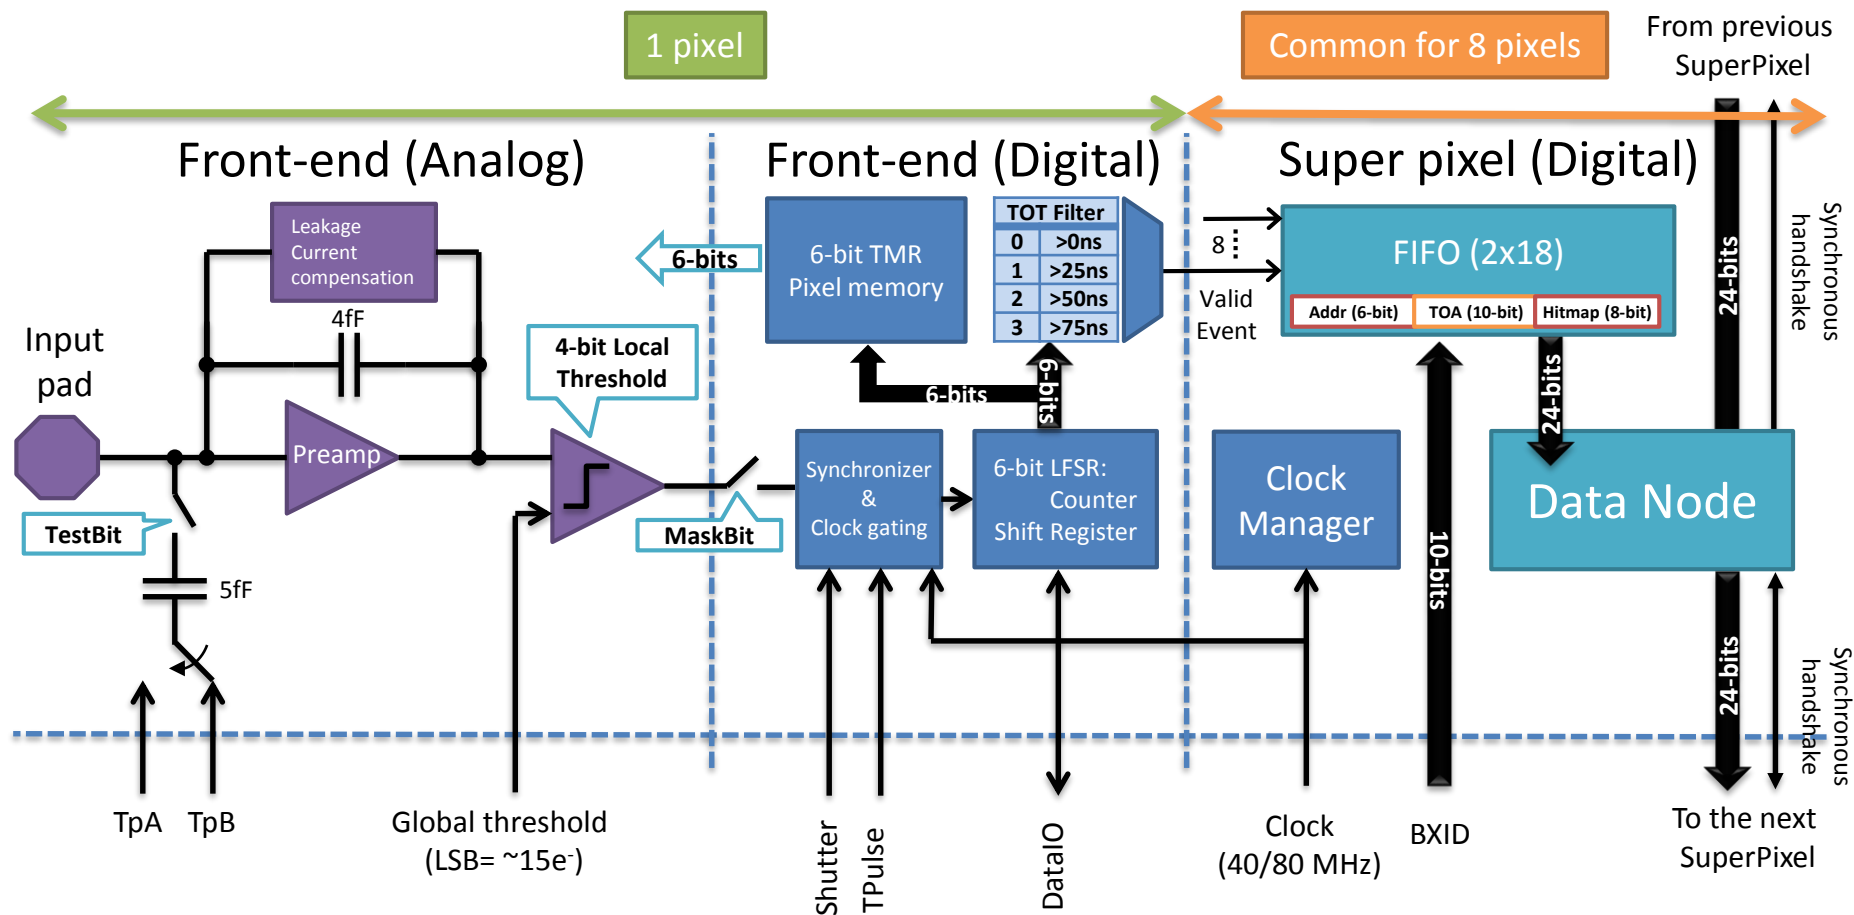 1 pixel
Common for 8 pixels
From previous
SuperPixel
Front-end (Analog)
Front-end (Digital)
Super pixel (Digital)
Leakage
Current
compensation
4fF
Input
pad
Preamp
4-bit Local
Threshold
TestBit
5fF
MaskBit
6-bits
6-bit TMR
Pixel memory
TOT Filter
0 >0ns
1 >25ns
2 >50ns
3 >75ns
6-bits
6-bits
Synchronizer
&
Clock gating
6-bit LFSR:
Counter
Shift Register
8
Valid
Event
FIFO (2x18)
Addr (6-bit) TOA (10-bit) Hitmap (8-bit)
24-bits
24-bits
Synchronous
handshake
Clock
Manager
10-bits
Data Node
24-bits
Synchronous
handshake
TpA
TpB
Global threshold
(LSB= ~15e-)
Shutter
TPulse
DataIO
Clock
(40/80 MHz)
BXID
To the next
SuperPixel